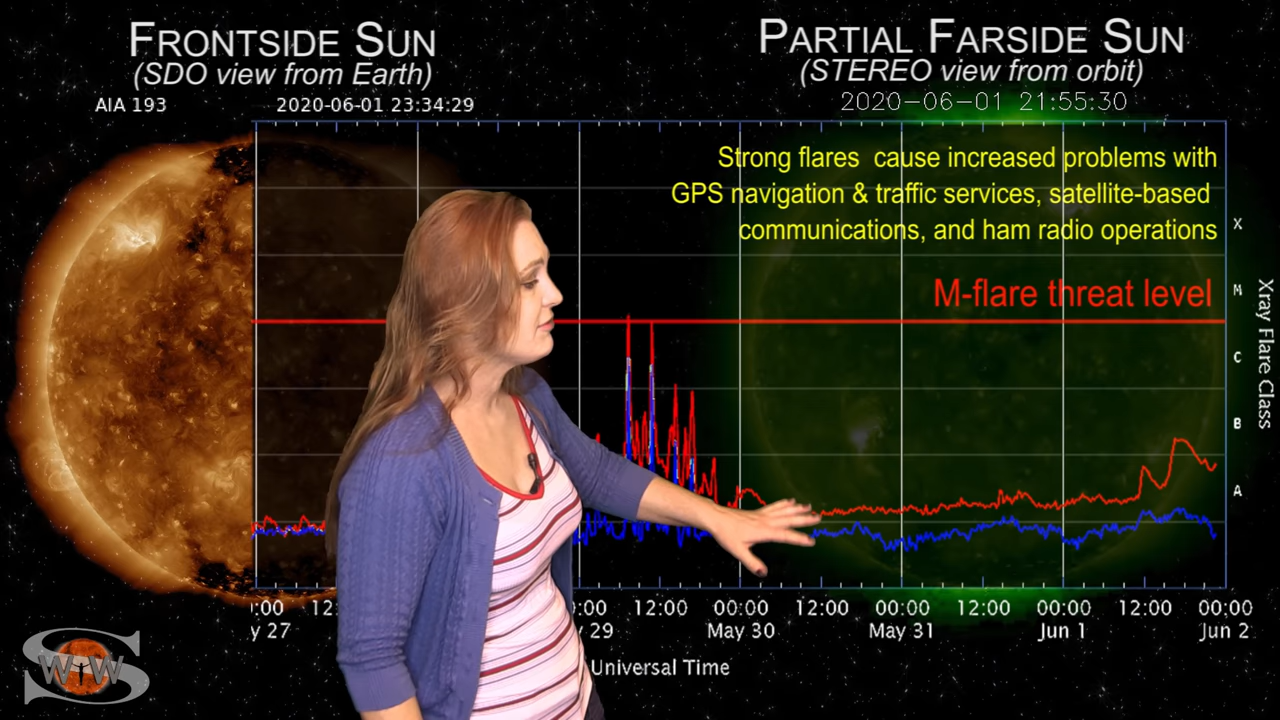 FRONTSIDE SUN
(SDO view from Earth)
AIA 193 2020-06-01 23:34:29
PARTIAL FARSIDE SUN
(STEREO view from orbit)
2020-06-01 21:55:30
Strong flares cause increased problems with
GPS navigation & traffic services, satellite-based
communications, and ham radio operations
M-flare threat level
X
M
C
B
A
Xray Flare Class
:00 12: :00 12:00 00:00 12:00 00:00 12:00 00:00 12:00 00:00
y 27 29 May 30 May 31 Jun 1 Jun 2
Universal Time
S
WTW